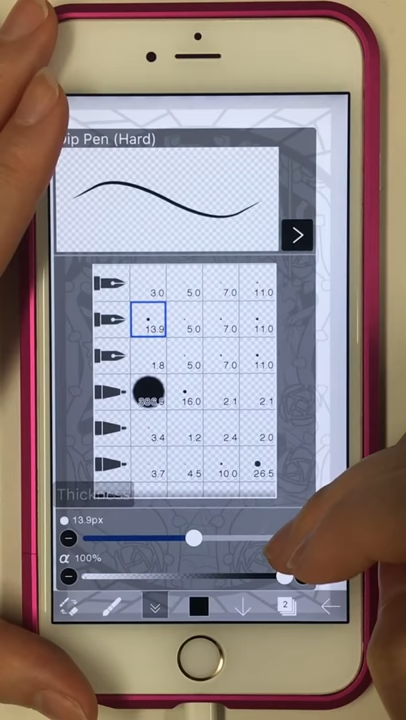 ip Pen (Hard)
3.0 5.0 7.0 11.0
13.9 5.0 7.0 11.0
1.8 5.0 7.0 11.0
16.0 2.1 2.1
3.4 1.2 2.4 2.0
3.7 4.5 10.0 26.5
Thickness
13.9px
α 100%
2